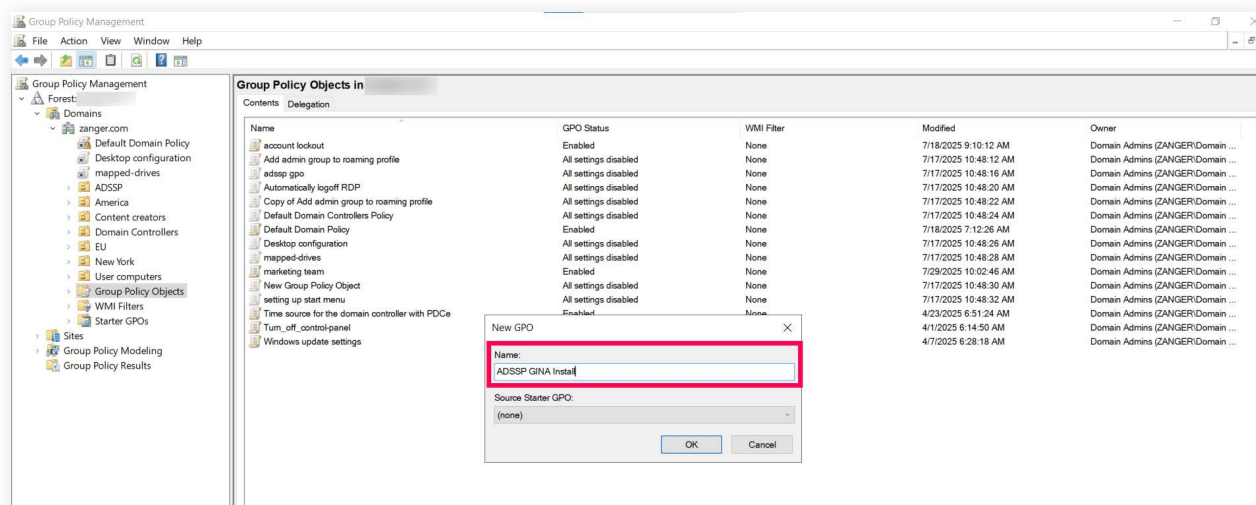 Group Policy Management
File Action View Window Help
Group Policy Management
Forest:
Domains
zanger.com
Default Domain Policy
Desktop configuration
mapped-drives
ADSSP
America
Content creators
Domain Controllers
EU
New York
User computers
Group Policy Objects
WMI Filters
Starter GPOs
Sites
Group Policy Modeling
Group Policy Results
Group Policy Objects in
Contents Delegation
Name GPO Status WMI Filter Modified Owner
account lockout Enabled None 7/18/2025 9:10:12 AM Domain Admins (ZANGER\Domain ...
Add admin group to roaming profile All settings disabled None 7/17/2025 10:48:12 AM Domain Admins (ZANGER\Domain ...
adssp gpo All settings disabled None 7/17/2025 10:48:16 AM Domain Admins (ZANGER\Domain ...
Automatically logoff RDP All settings disabled None 7/17/2025 10:48:20 AM Domain Admins (ZANGER\Domain ...
Copy of Add admin group to roaming profile All settings disabled None 7/17/2025 10:48:22 AM Domain Admins (ZANGER\Domain ...
Default Domain Controllers Policy All settings disabled None 7/17/2025 10:48:24 AM Domain Admins (ZANGER\Domain ...
Default Domain Policy Enabled None 7/18/2025 7:12:26 AM Domain Admins (ZANGER\Domain ...
Desktop configuration All settings disabled None 7/17/2025 10:48:26 AM Domain Admins (ZANGER\Domain ...
mapped-drives All settings disabled None 7/17/2025 10:48:28 AM Domain Admins (ZANGER\Domain ...
marketing team Enabled None 7/29/2025 10:02:46 AM Domain Admins (ZANGER\Domain ...
New Group Policy Object All settings disabled None 7/17/2025 10:48:30 AM Domain Admins (ZANGER\Domain ...
setting up start menu All settings disabled None 7/17/2025 10:48:32 AM Domain Admins (ZANGER\Domain ...
Time source for the domain controller with PDCe Enabled None 4/23/2025 6:51:24 AM Domain Admins (ZANGER\Domain ...
Turn_off_control-panel 4/1/2025 6:14:50 AM Domain Admins (ZANGER\Domain ...
Windows update settings 4/7/2025 6:28:18 AM Domain Admins (ZANGER\Domain ...
New GPO
Name:
ADSSP GINA Install
Source Starter GPO:
(none)
OK Cancel